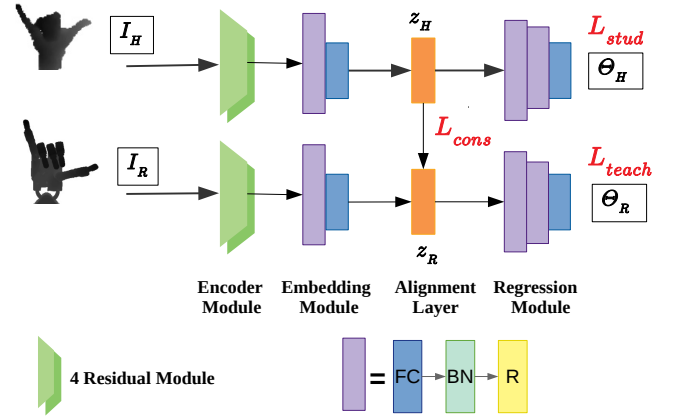 I_H
z_H
L_stud
Θ_H
L_cons
I_R
L_teach
Θ_R
z_R
Encoder Module
Embedding Module
Alignment Layer
Regression Module
4 Residual Module
= FC BN R